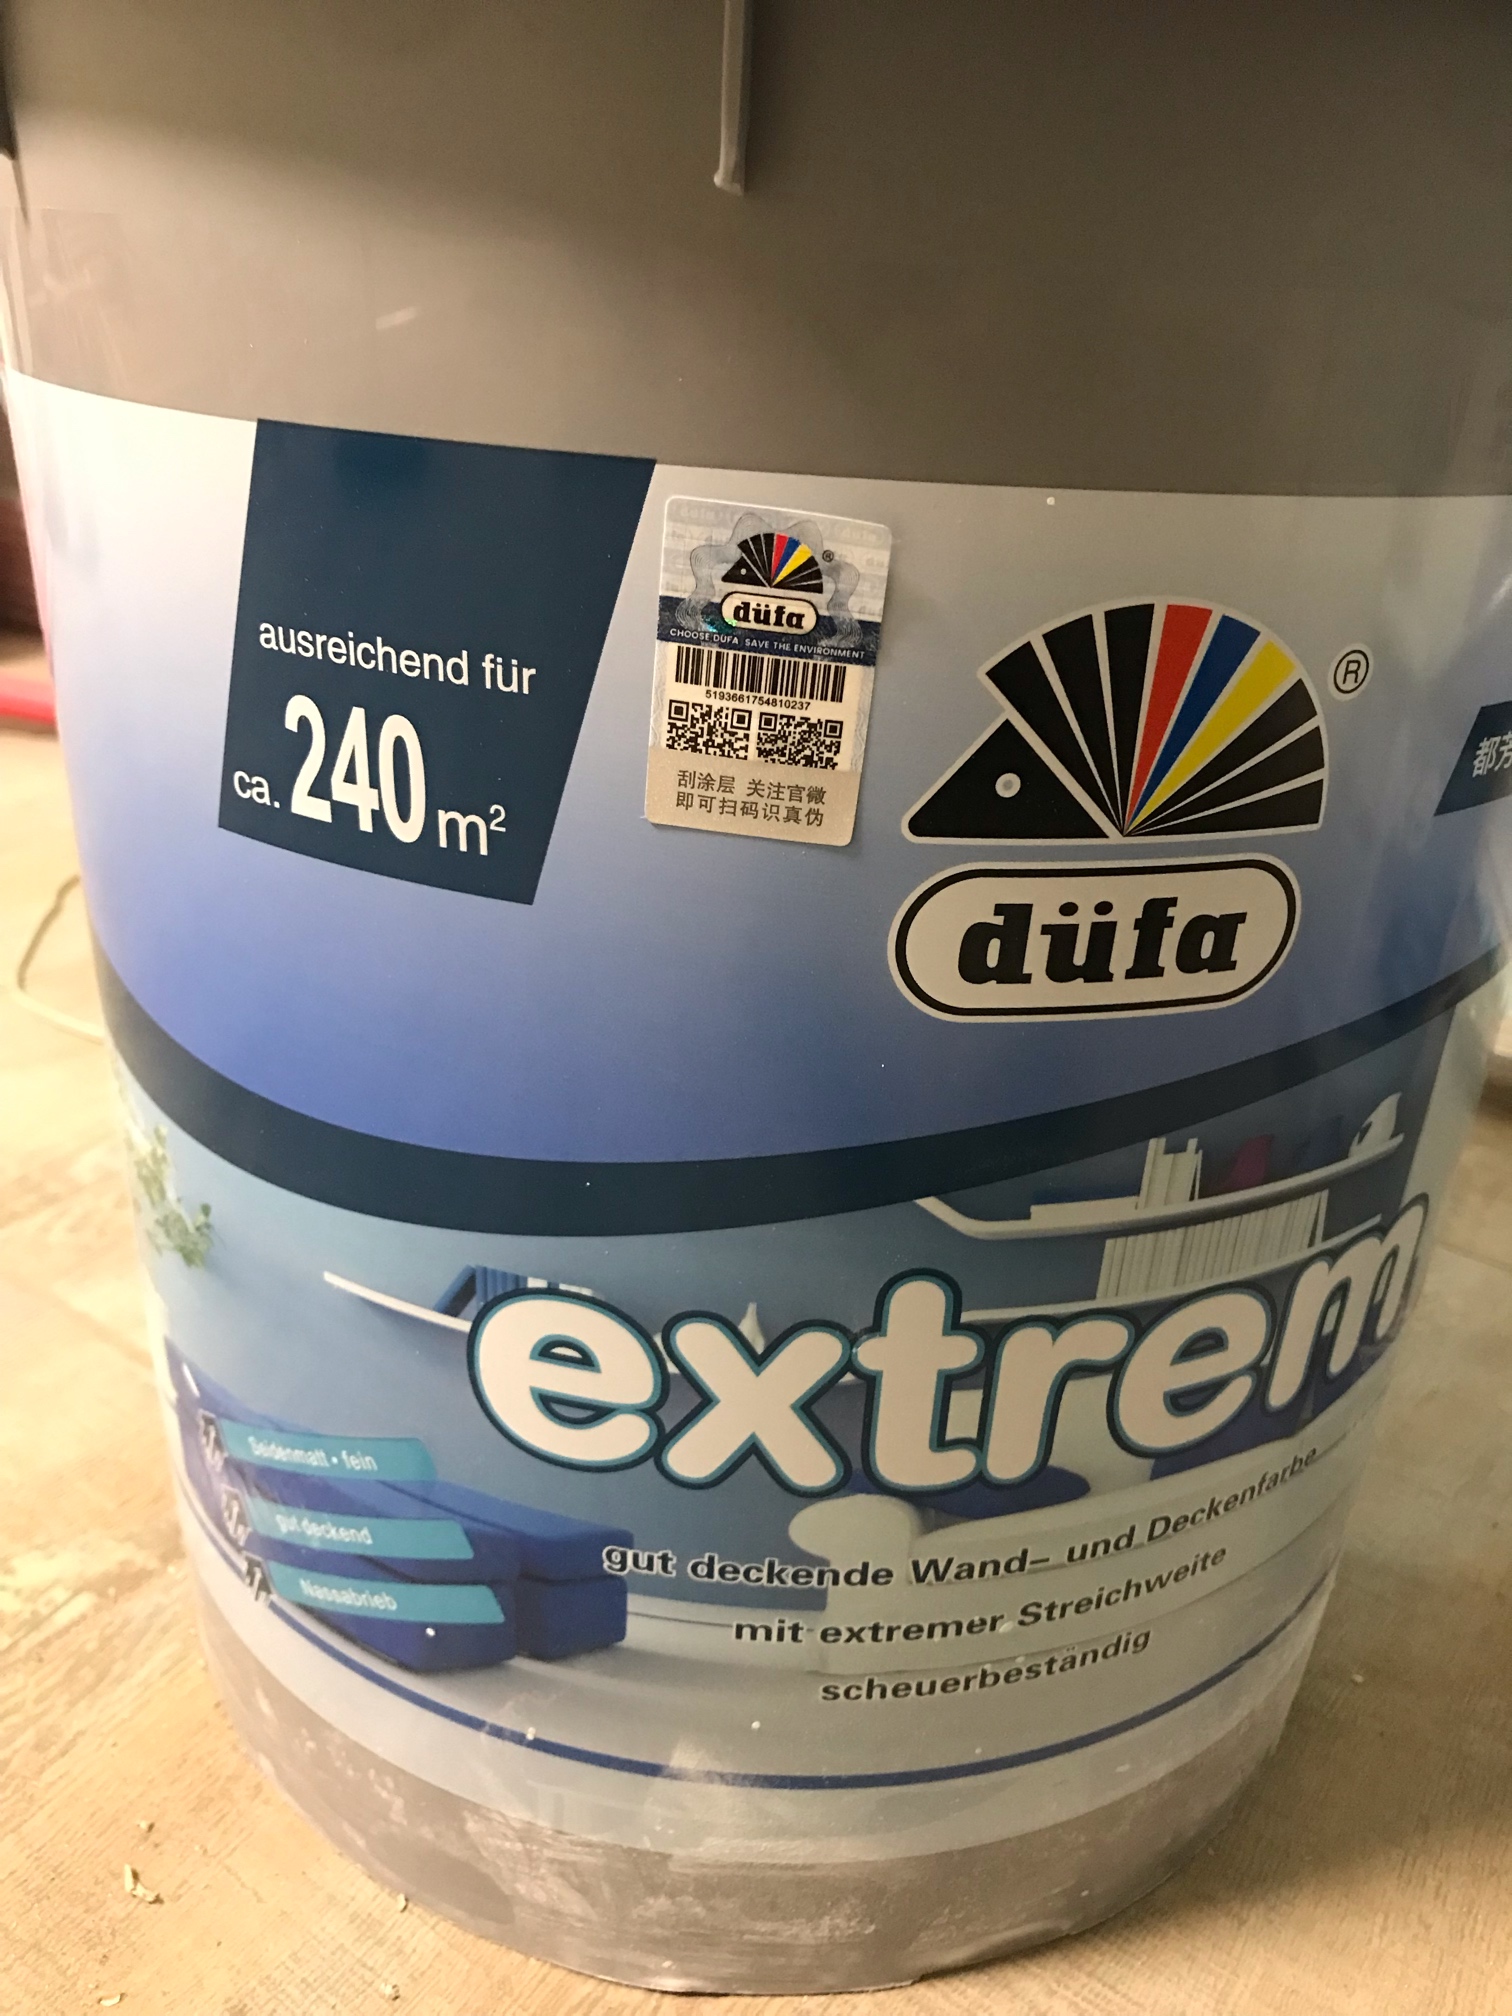 ausreichend für
ca. 240 m²
düfa
®
CHOOSE DÜFA SAVE THE ENVIRONMENT
5193661754810237
刮涂层 关注官微
即可扫码识真伪
®
düfa
都芳
extrem
Seidenmatt • fein
gut deckend
Nassabrieb
gut deckende Wand- und Deckenfarbe
mit extremer Streichweite
scheuerbeständig